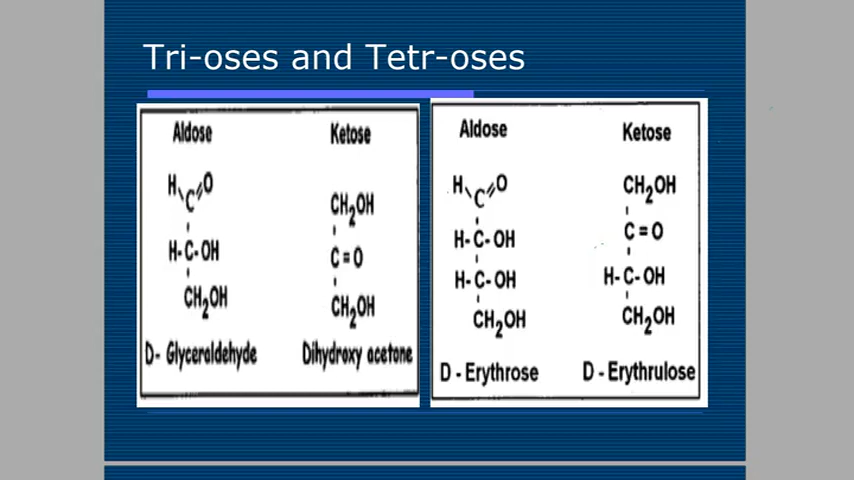 Tri-oses and Tetr-oses
Aldose Ketose
H O
C CH2OH
H- C- OH C = O
CH2OH CH2OH
D- Glyceraldehyde Dihydroxy acetone
Aldose Ketose
H O CH2OH
C
H- C- OH C = O
H- C- OH H- C- OH
CH2OH CH2OH
D - Erythrose D - Erythrulose